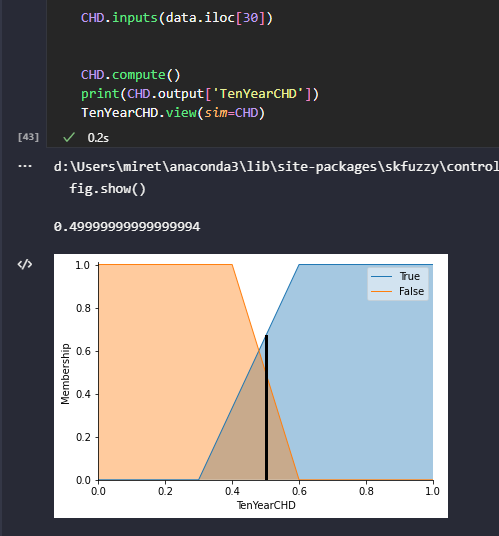 CHD.inputs(data.iloc[30])
CHD.compute()
print(CHD.output['TenYearCHD'])
TenYearCHD.view(sim=CHD)
[43] ✓ 0.2s
... d:\Users\miret\anaconda3\lib\site-packages\skfuzzy\control
fig.show()
0.49999999999999994
</>
True
False
1.0
0.8
0.6
0.4
0.2
0.0
Membership
0.0 0.2 0.4 0.6 0.8 1.0
TenYearCHD